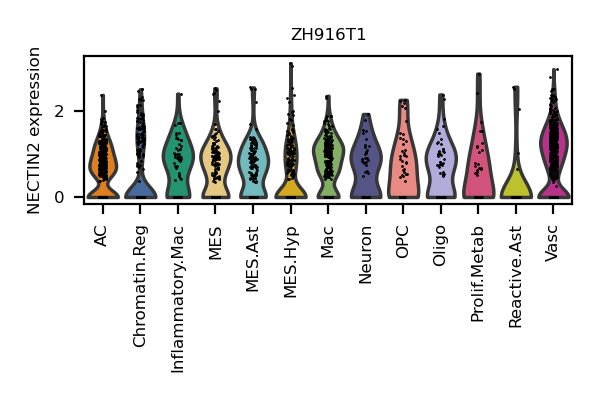 ZH916T1
NECTIN2 expression
2
0
AC
Chromatin.Reg
Inflammatory.Mac
MES
MES.Ast
MES.Hyp
Mac
Neuron
OPC
Oligo
Prolif.Metab
Reactive.Ast
Vasc